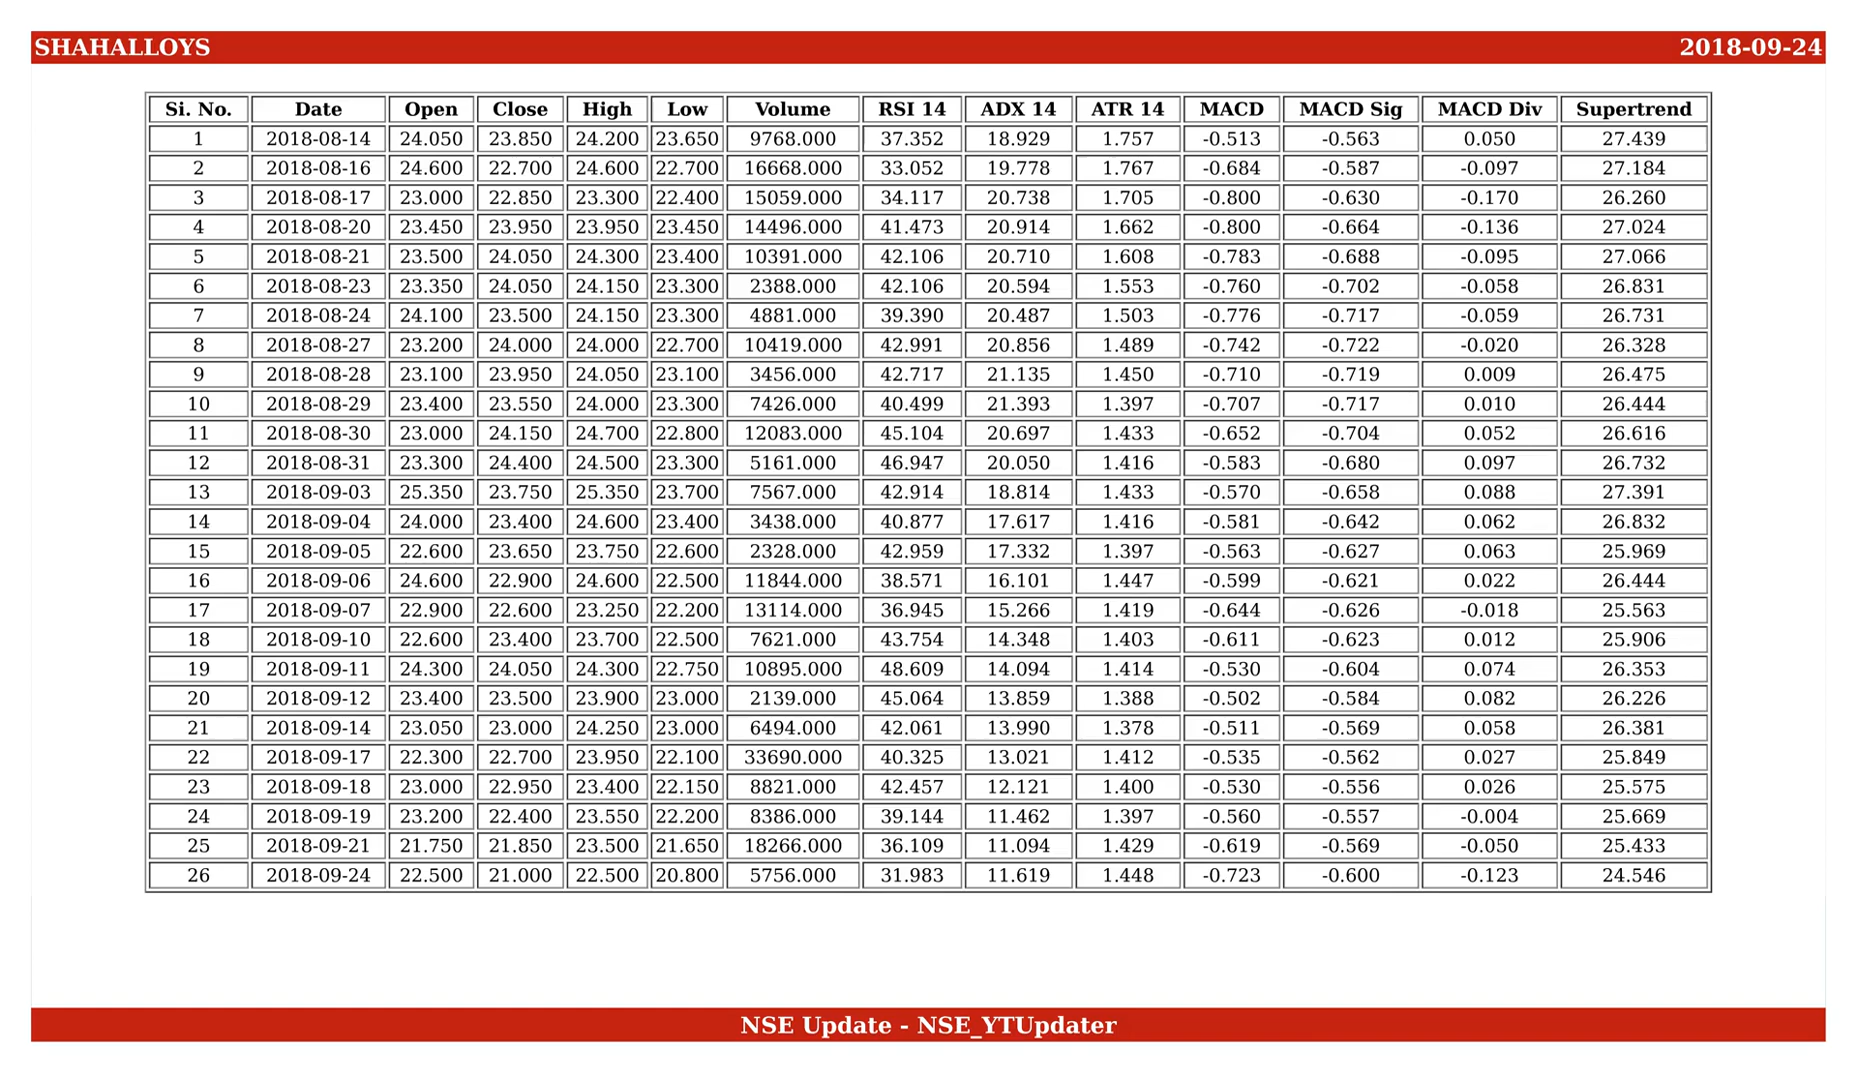 SHAHALLOYS 2018-09-24
Si. No. Date Open Close High Low Volume RSI 14 ADX 14 ATR 14 MACD MACD Sig MACD Div Supertrend
1 2018-08-14 24.050 23.850 24.200 23.650 9768.000 37.352 18.929 1.757 -0.513 -0.563 0.050 27.439
2 2018-08-16 24.600 22.700 24.600 22.700 16668.000 33.052 19.778 1.767 -0.684 -0.587 -0.097 27.184
3 2018-08-17 23.000 22.850 23.300 22.400 15059.000 34.117 20.738 1.705 -0.800 -0.630 -0.170 26.260
4 2018-08-20 23.450 23.950 23.950 23.450 14496.000 41.473 20.914 1.662 -0.800 -0.664 -0.136 27.024
5 2018-08-21 23.500 24.050 24.300 23.400 10391.000 42.106 20.710 1.608 -0.783 -0.688 -0.095 27.066
6 2018-08-23 23.350 24.050 24.150 23.300 2388.000 42.106 20.594 1.553 -0.760 -0.702 -0.058 26.831
7 2018-08-24 24.100 23.500 24.150 23.300 4881.000 39.390 20.487 1.503 -0.776 -0.717 -0.059 26.731
8 2018-08-27 23.200 24.000 24.000 22.700 10419.000 42.991 20.856 1.489 -0.742 -0.722 -0.020 26.328
9 2018-08-28 23.100 23.950 24.050 23.100 3456.000 42.717 21.135 1.450 -0.710 -0.719 0.009 26.475
10 2018-08-29 23.400 23.550 24.000 23.300 7426.000 40.499 21.393 1.397 -0.707 -0.717 0.010 26.444
11 2018-08-30 23.000 24.150 24.700 22.800 12083.000 45.104 20.697 1.433 -0.652 -0.704 0.052 26.616
12 2018-08-31 23.300 24.400 24.500 23.300 5161.000 46.947 20.050 1.416 -0.583 -0.680 0.097 26.732
13 2018-09-03 25.350 23.750 25.350 23.700 7567.000 42.914 18.814 1.433 -0.570 -0.658 0.088 27.391
14 2018-09-04 24.000 23.400 24.600 23.400 3438.000 40.877 17.617 1.416 -0.581 -0.642 0.062 26.832
15 2018-09-05 22.600 23.650 23.750 22.600 2328.000 42.959 17.332 1.397 -0.563 -0.627 0.063 25.969
16 2018-09-06 24.600 22.900 24.600 22.500 11844.000 38.571 16.101 1.447 -0.599 -0.621 0.022 26.444
17 2018-09-07 22.900 22.600 23.250 22.200 13114.000 36.945 15.266 1.419 -0.644 -0.626 -0.018 25.563
18 2018-09-10 22.600 23.400 23.700 22.500 7621.000 43.754 14.348 1.403 -0.611 -0.623 0.012 25.906
19 2018-09-11 24.300 24.050 24.300 22.750 10895.000 48.609 14.094 1.414 -0.530 -0.604 0.074 26.353
20 2018-09-12 23.400 23.500 23.900 23.000 2139.000 45.064 13.859 1.388 -0.502 -0.584 0.082 26.226
21 2018-09-14 23.050 23.000 24.250 23.000 6494.000 42.061 13.990 1.378 -0.511 -0.569 0.058 26.381
22 2018-09-17 22.300 22.700 23.950 22.100 33690.000 40.325 13.021 1.412 -0.535 -0.562 0.027 25.849
23 2018-09-18 23.000 22.950 23.400 22.150 8821.000 42.457 12.121 1.400 -0.530 -0.556 0.026 25.575
24 2018-09-19 23.200 22.400 23.550 22.200 8386.000 39.144 11.462 1.397 -0.560 -0.557 -0.004 25.669
25 2018-09-21 21.750 21.850 23.500 21.650 18266.000 36.109 11.094 1.429 -0.619 -0.569 -0.050 25.433
26 2018-09-24 22.500 21.000 22.500 20.800 5756.000 31.983 11.619 1.448 -0.723 -0.600 -0.123 24.546
NSE Update - NSE_YTUpdater